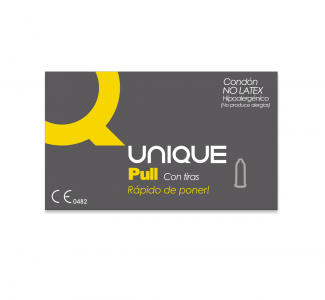 Condón
NO LATEX
Hipoalergénico
(No produce alergias)
UNIQUE
Pull Con tiras
Rápido de poner!
CE 0482